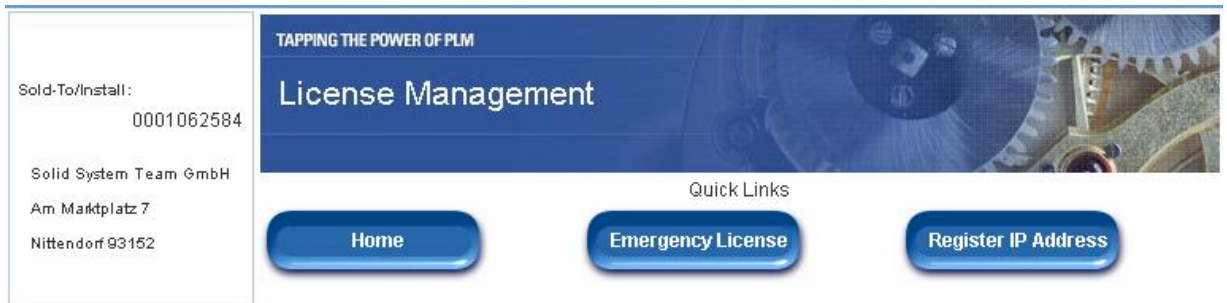 Sold-To/Install:
0001062584
Solid System Team GmbH
Am Marktplatz 7
Nittendorf 93152
TAPPING THE POWER OF PLM
License Management
Quick Links
Home
Emergency License
Register IP Address